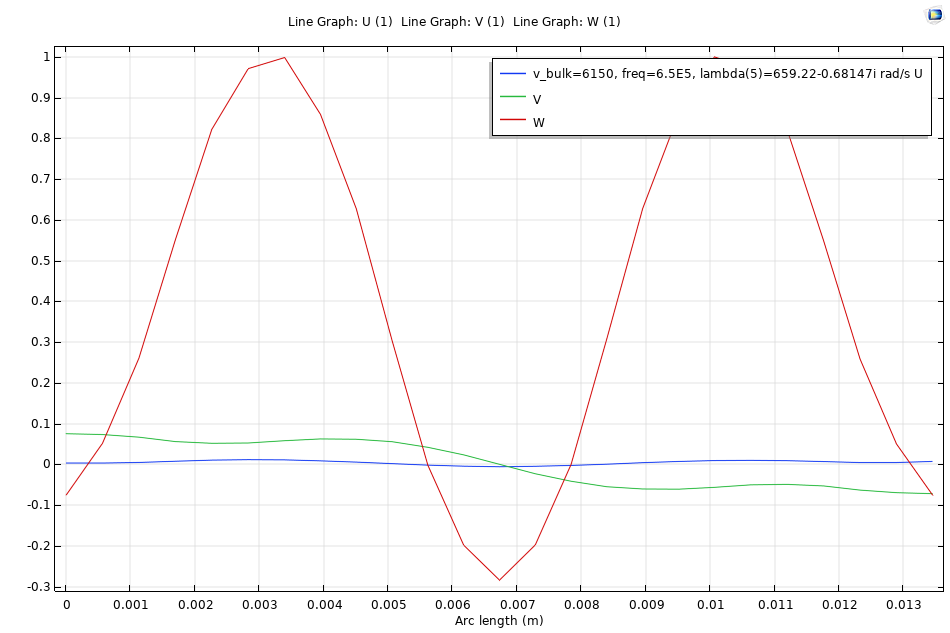 Line Graph: U (1)  Line Graph: V (1)  Line Graph: W (1)
v_bulk=6150, freq=6.5E5, lambda(5)=659.22-0.68147i rad/s U
V
W
1
0.9
0.8
0.7
0.6
0.5
0.4
0.3
0.2
0.1
0
-0.1
-0.2
-0.3
0 0.001 0.002 0.003 0.004 0.005 0.006 0.007 0.008 0.009 0.01 0.011 0.012 0.013
Arc length (m)